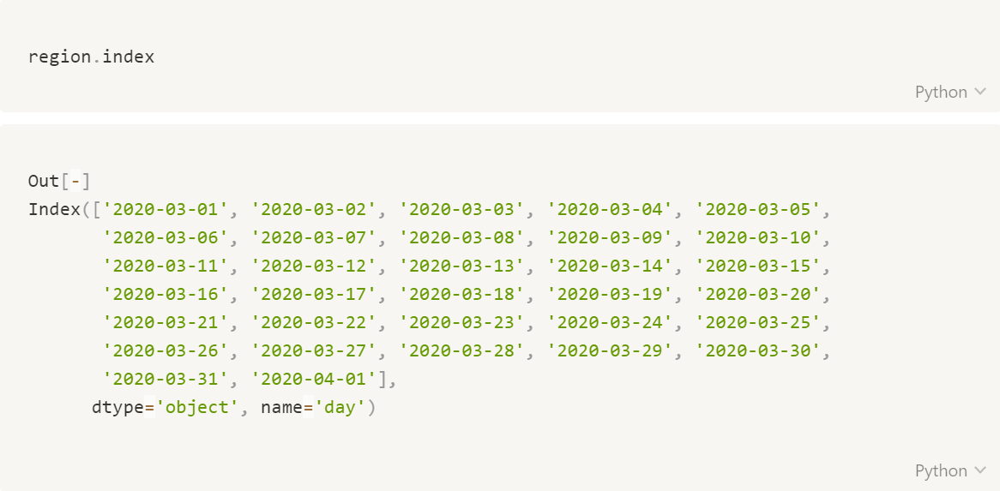 region.index
Python
Out[-]
Index(['2020-03-01', '2020-03-02', '2020-03-03', '2020-03-04', '2020-03-05',
'2020-03-06', '2020-03-07', '2020-03-08', '2020-03-09', '2020-03-10',
'2020-03-11', '2020-03-12', '2020-03-13', '2020-03-14', '2020-03-15',
'2020-03-16', '2020-03-17', '2020-03-18', '2020-03-19', '2020-03-20',
'2020-03-21', '2020-03-22', '2020-03-23', '2020-03-24', '2020-03-25',
'2020-03-26', '2020-03-27', '2020-03-28', '2020-03-29', '2020-03-30',
'2020-03-31', '2020-04-01'],
dtype='object', name='day')
Python